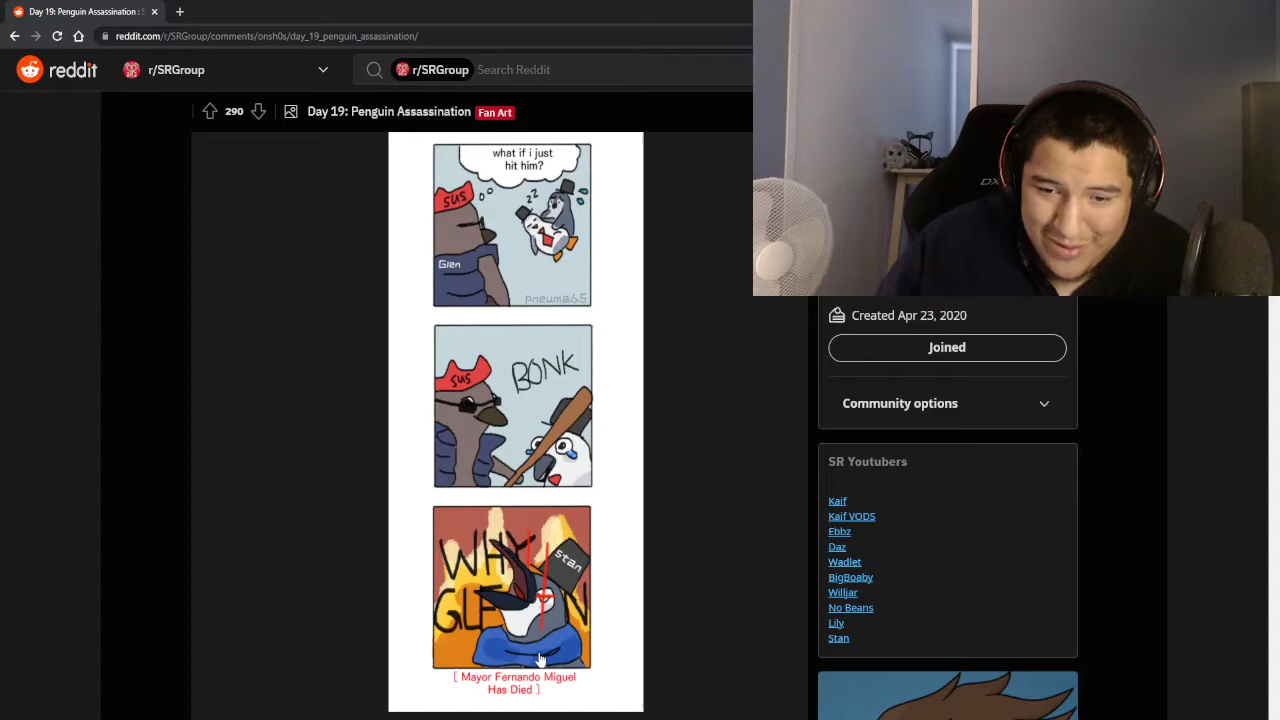 Day 19: Penguin Assassination : S
reddit.com/r/SRGroup/comments/onsh0s/day_19_penguin_assassination/
reddit
r/SRGroup
r/SRGroup Search Reddit
290
Day 19: Penguin Assassination Fan Art
what if i just
hit him?
zz
sus
Glen
pneuma65
sus
BONK
stan
WHY
[ Mayor Fernando Miguel
Has Died ]
DX
Created Apr 23, 2020
Joined
Community options
SR Youtubers
Kaif
Kaif VODS
Ebbz
Daz
Wadlet
BigBoaby
Willjar
No Beans
Lily
Stan